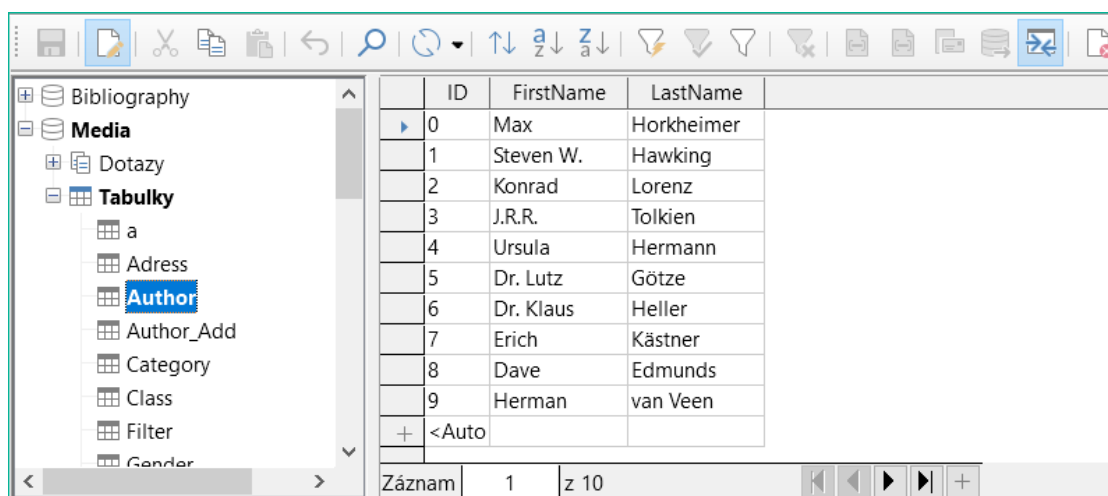 Bibliography
Media
Dotazy
Tabulky
a
Adress
Author
Author_Add
Category
Class
Filter
Gender
ID FirstName LastName
0 Max Horkheimer
1 Steven W. Hawking
2 Konrad Lorenz
3 J.R.R. Tolkien
4 Ursula Hermann
5 Dr. Lutz Götze
6 Dr. Klaus Heller
7 Erich Kästner
8 Dave Edmunds
9 Herman van Veen
<Auto
Záznam 1 z 10